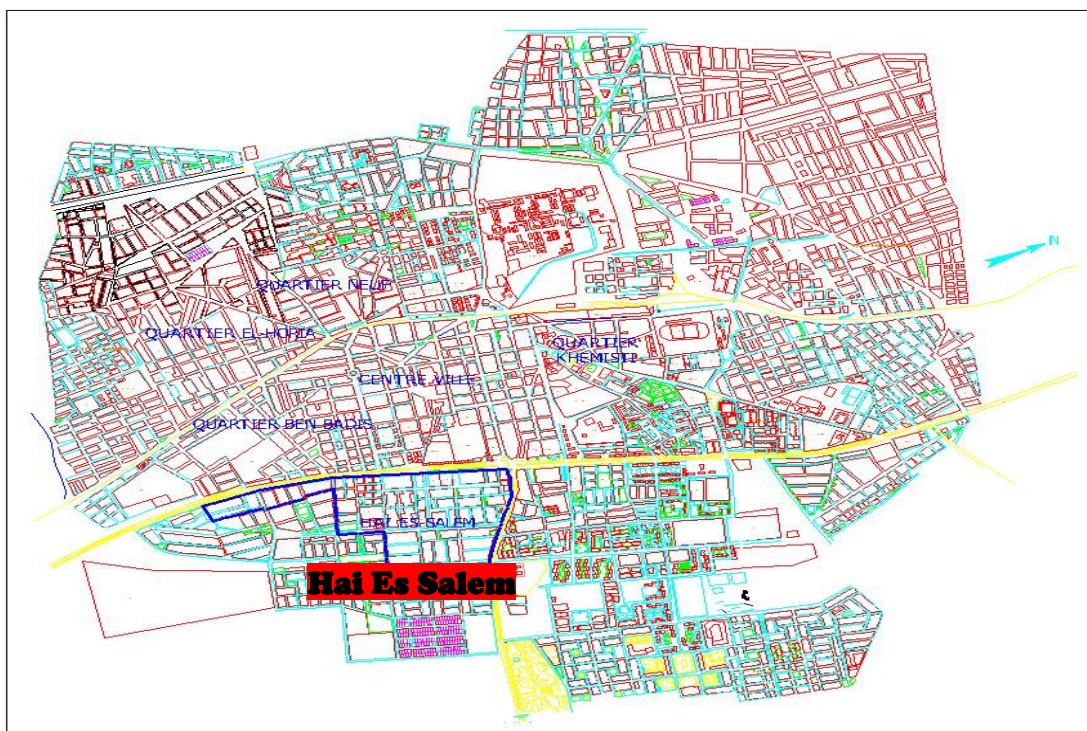 N
QUARTIER NEUF
QUARTIER EL-HORIA
QUARTIER
KHEMISTI
CENTRE VILLE
QUARTIER BEN BADIS
HAI ES-SALEM
Hai Es Salem